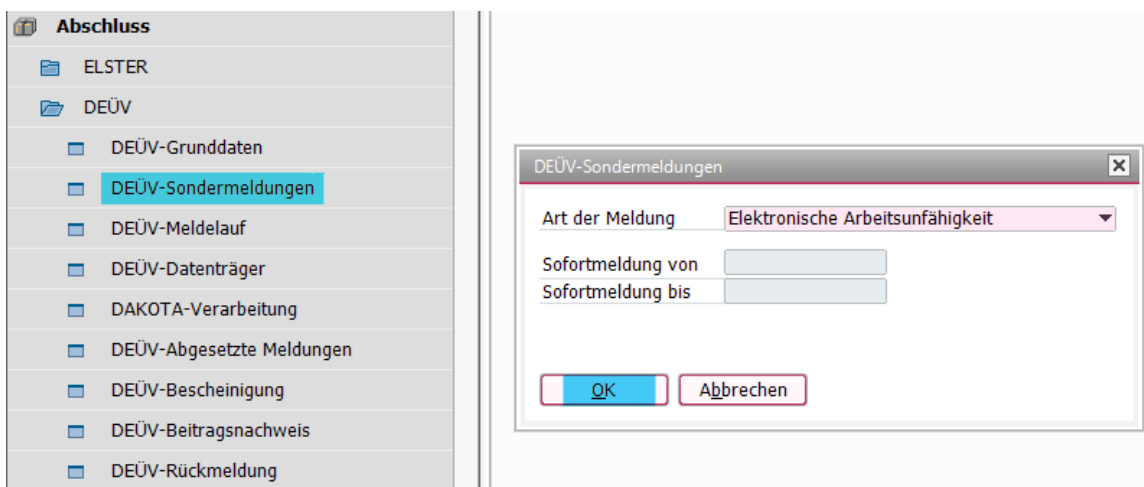 Abschluss
ELSTER
DEÜV
DEÜV-Grunddaten
DEÜV-Sondermeldungen
DEÜV-Meldelauf
DEÜV-Datenträger
DAKOTA-Verarbeitung
DEÜV-Abgesetzte Meldungen
DEÜV-Bescheinigung
DEÜV-Beitragsnachweis
DEÜV-Rückmeldung
DEÜV-Sondermeldungen
Art der Meldung Elektronische Arbeitsunfähigkeit
Sofortmeldung von
Sofortmeldung bis
OK Abbrechen